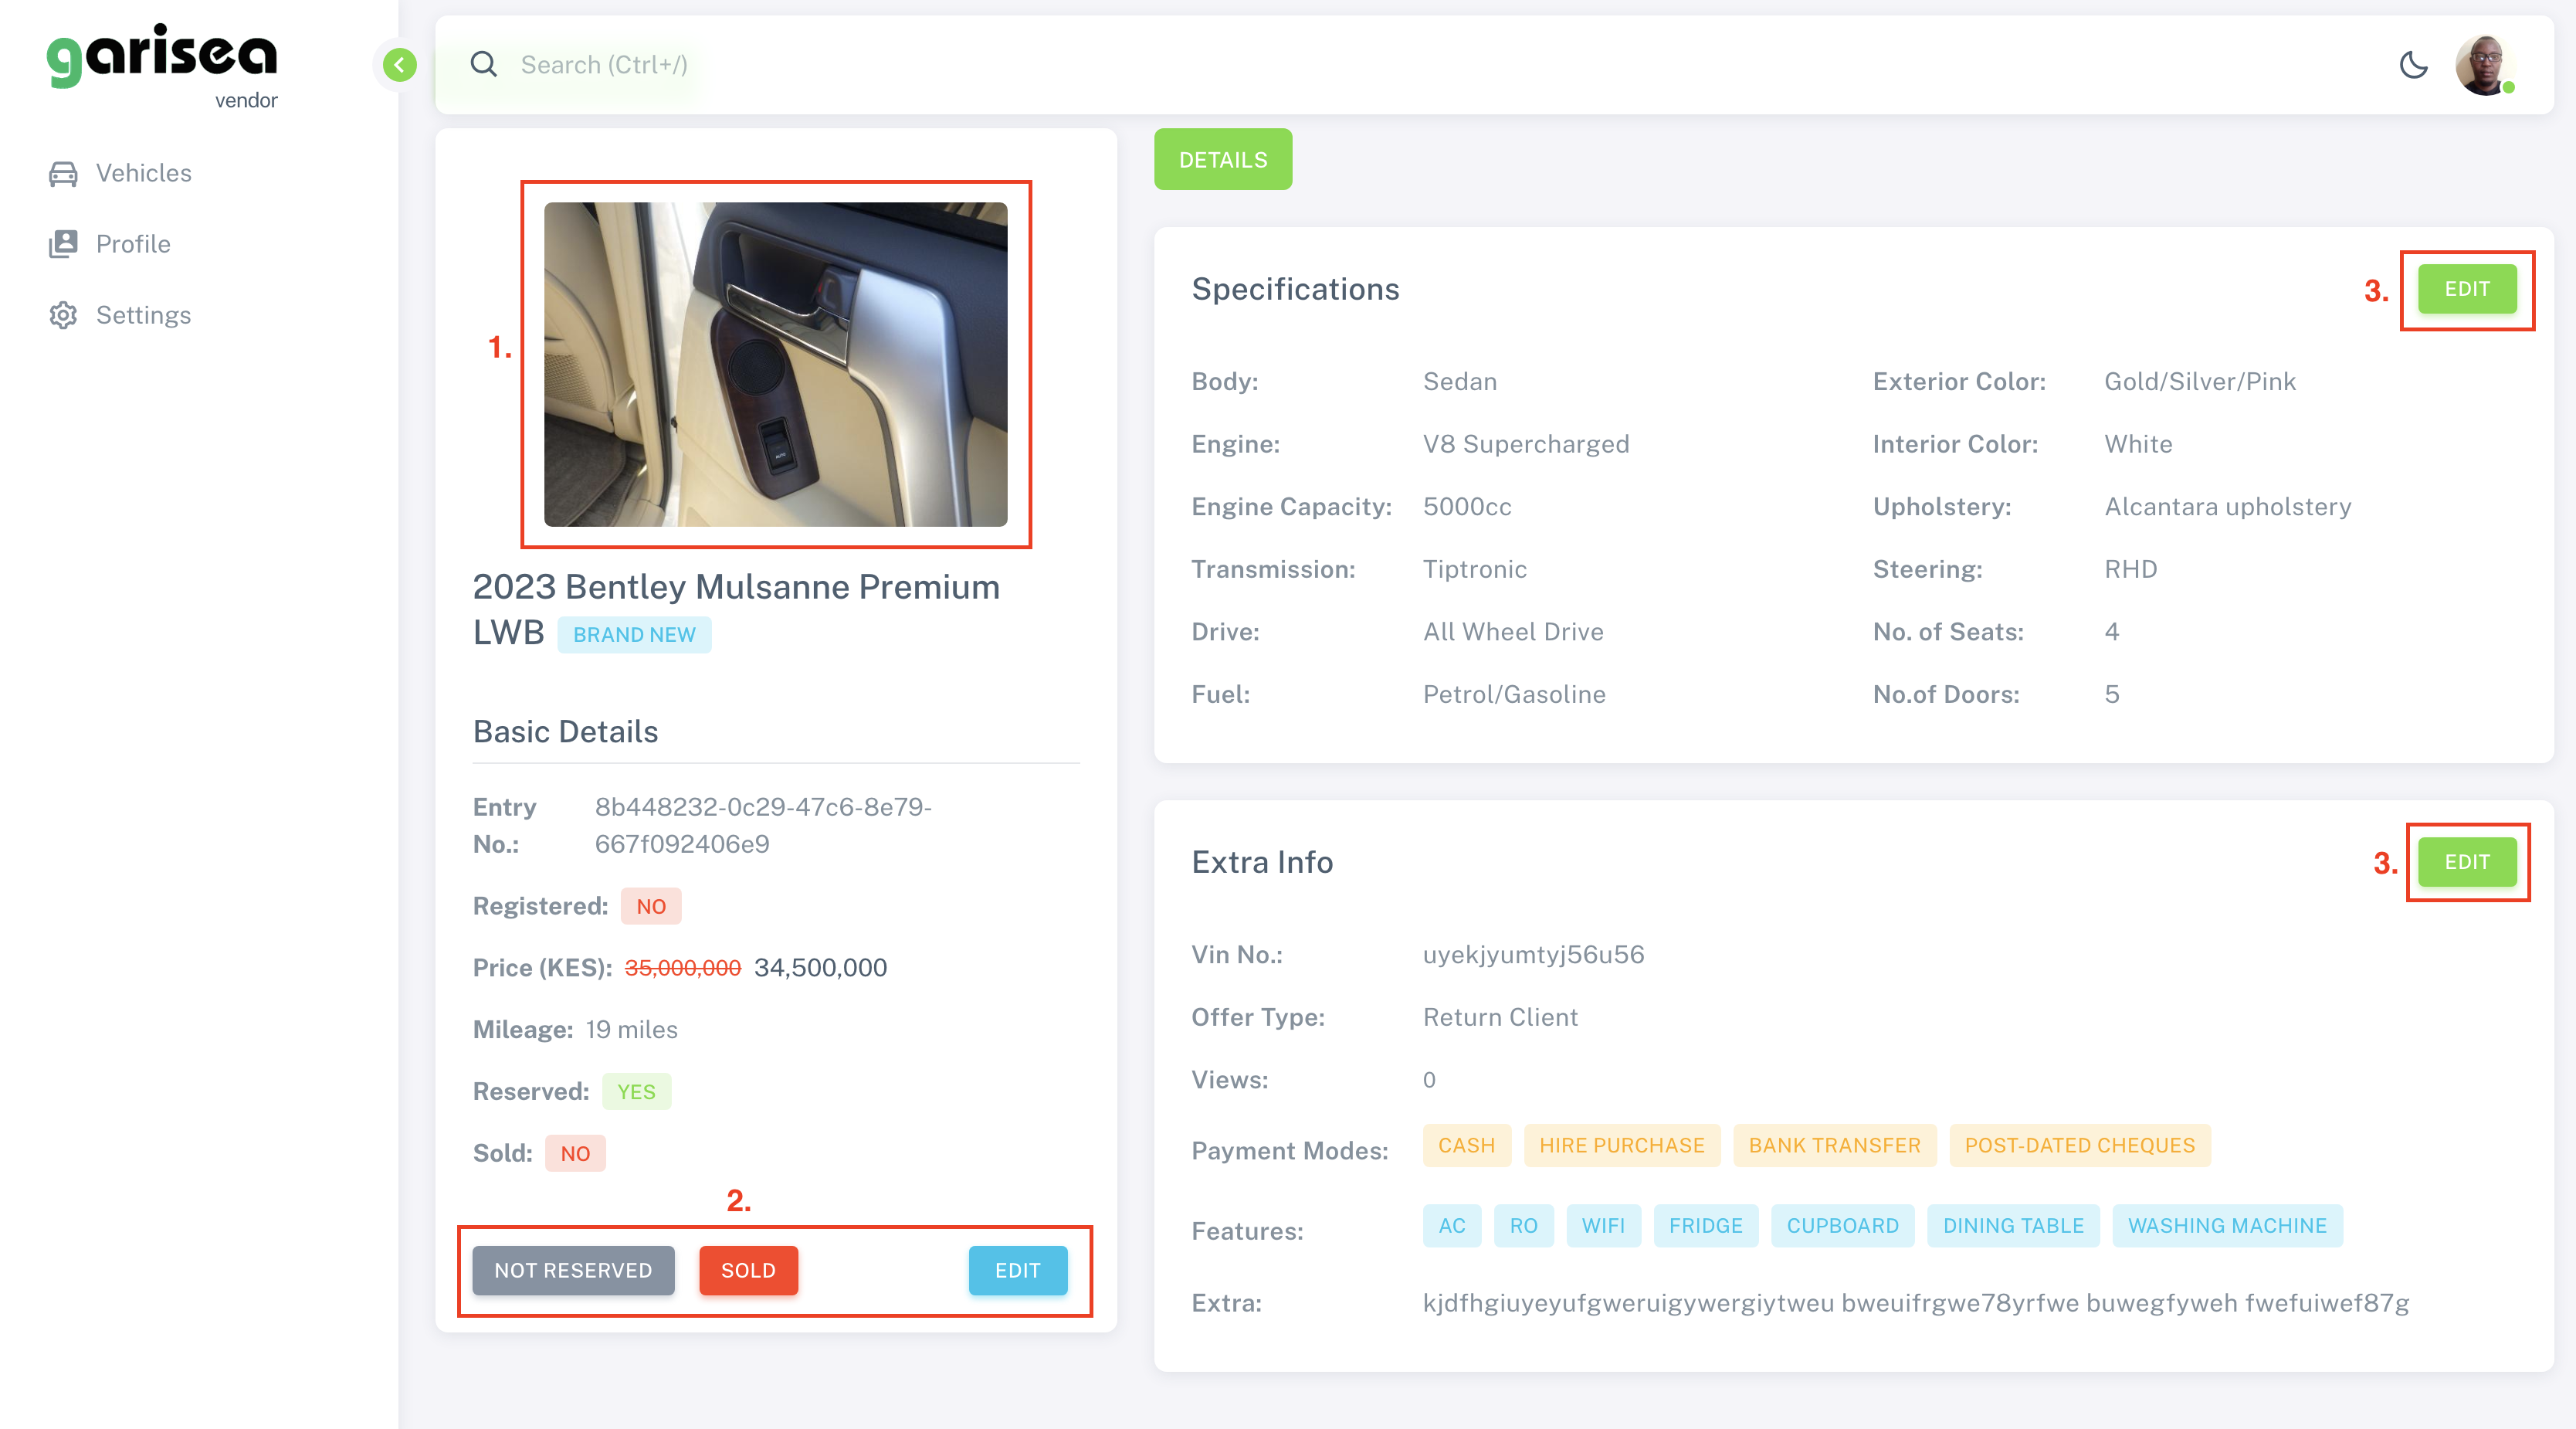 garisea
vendor
Vehicles
Profile
Settings
Search (Ctrl+/)
1.
AUTO
2023 Bentley Mulsanne Premium
LWB BRAND NEW
Basic Details
Entry No.: 8b448232-0c29-47c6-8e79-
667f092406e9
Registered: NO
Price (KES): 35,000,000 34,500,000
Mileage: 19 miles
Reserved: YES
Sold: NO
2.
NOT RESERVED SOLD EDIT
DETAILS
Specifications 3. EDIT
Body: Sedan Exterior Color: Gold/Silver/Pink
Engine: V8 Supercharged Interior Color: White
Engine Capacity: 5000cc Upholstery: Alcantara upholstery
Transmission: Tiptronic Steering: RHD
Drive: All Wheel Drive No. of Seats: 4
Fuel: Petrol/Gasoline No.of Doors: 5
Extra Info 3. EDIT
Vin No.: uyekjyumtyj56u56
Offer Type: Return Client
Views: 0
Payment Modes: CASH HIRE PURCHASE BANK TRANSFER POST-DATED CHEQUES
Features: AC RO WIFI FRIDGE CUPBOARD DINING TABLE WASHING MACHINE
Extra: kjdfhgiuyeyufgweruigywergiytweu bweuifrgwe78yrfwe buwegfyweh fwefuiwef87g